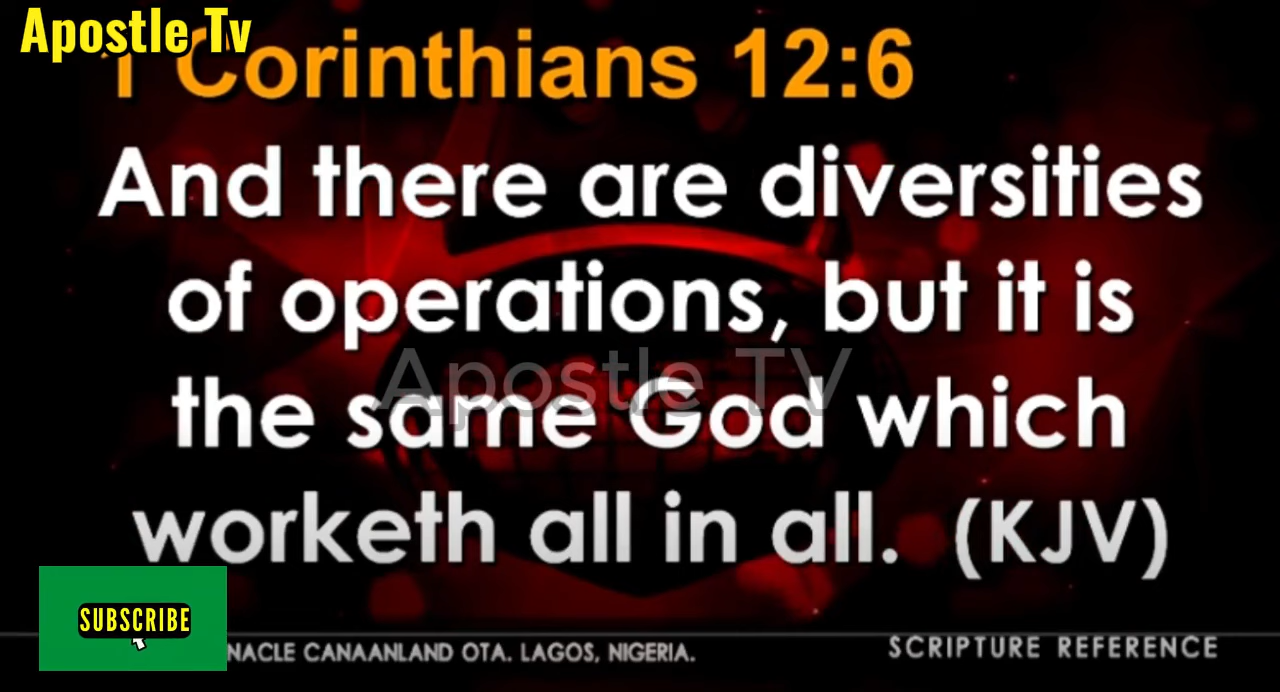 Apostle Tv
1 Corinthians 12:6
And there are diversities
of operations, but it is
the same God which
worketh all in all. (KJV)
Apostle TV
SUBSCRIBE
NACLE CANAANLAND OTA. LAGOS, NIGERIA.
SCRIPTURE REFERENCE